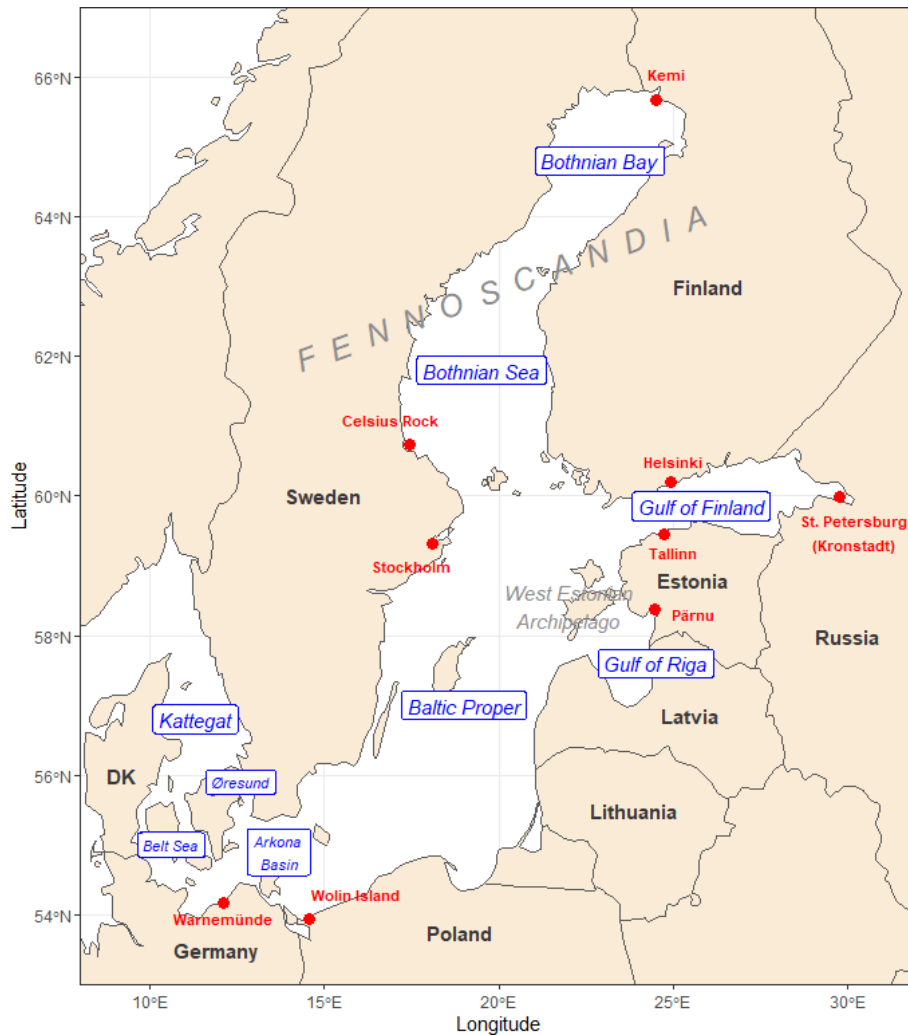 66°N
Kemi
Bothnian Bay
64°N
FENNOSCANDIA
Finland
62°N
Bothnian Sea
Celsius Rock
Helsinki
60°N
Sweden
Gulf of Finland
St. Petersburg
(Kronstadt)
Stockholm
Tallinn
Estonia
West Estonian
Archipelago
Pärnu
58°N
Russia
Gulf of Riga
Kattegat
Baltic Proper
Latvia
56°N
DK
Øresund
Lithuania
Belt Sea
Arkona
Basin
54°N
Wolin Island
Warnemünde
Germany
Poland
10°E
15°E
20°E
25°E
30°E
Longitude
Latitude